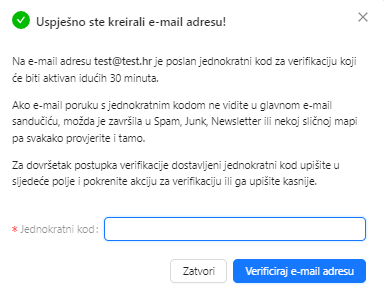 Uspješno ste kreirali e-mail adresu!
Na e-mail adresu test@test.hr je poslan jednokratni kod za verifikaciju koji
će biti aktivan idućih 30 minuta.
Ako e-mail poruku s jednokratnim kodom ne vidite u glavnom e-mail
sandučiću, možda je završila u Spam, Junk, Newsletter ili nekoj sličnoj mapi
pa svakako provjerite i tamo.
Za dovršetak postupka verifikacije dostavljeni jednokratni kod upišite u
sljedeće polje i pokrenite akciju za verifikaciju ili ga upišite kasnije.
* Jednokratni kod:
Zatvori Verificiraj e-mail adresu